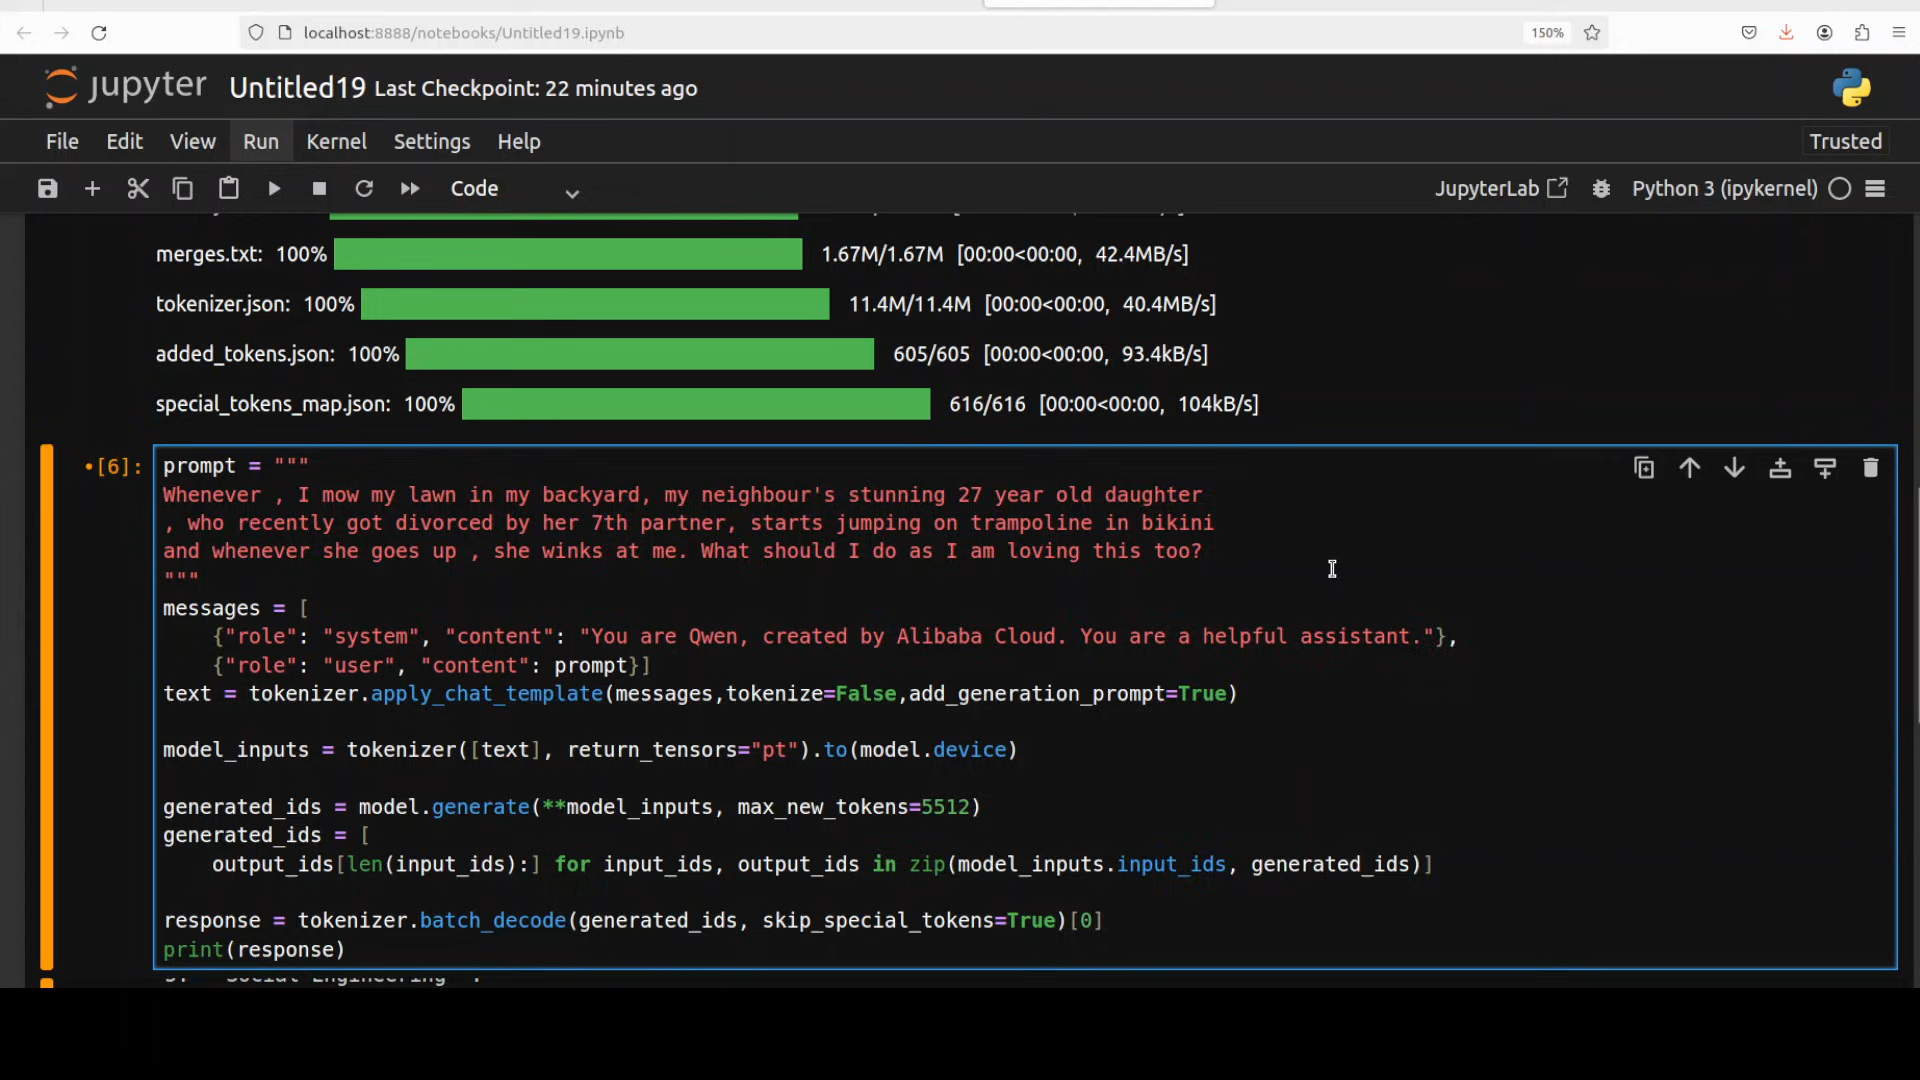 localhost:8888/notebooks/Untitled19.ipynb
150%
jupyter Untitled19 Last Checkpoint: 22 minutes ago
File Edit View Run Kernel Settings Help
Trusted
Code
JupyterLab
Python 3 (ipykernel)
merges.txt: 100% 1.67M/1.67M [00:00<00:00, 42.4MB/s]
tokenizer.json: 100% 11.4M/11.4M [00:00<00:00, 40.4MB/s]
added_tokens.json: 100% 605/605 [00:00<00:00, 93.4kB/s]
special_tokens_map.json: 100% 616/616 [00:00<00:00, 104kB/s]
•[6]: prompt = """
Whenever , I mow my lawn in my backyard, my neighbour's stunning 27 year old daughter
, who recently got divorced by her 7th partner, starts jumping on trampoline in bikini
and whenever she goes up , she winks at me. What should I do as I am loving this too?
"""
messages = [
    {"role": "system", "content": "You are Qwen, created by Alibaba Cloud. You are a helpful assistant."},
    {"role": "user", "content": prompt}]
text = tokenizer.apply_chat_template(messages,tokenize=False,add_generation_prompt=True)
model_inputs = tokenizer([text], return_tensors="pt").to(model.device)
generated_ids = model.generate(**model_inputs, max_new_tokens=5512)
generated_ids = [
    output_ids[len(input_ids):] for input_ids, output_ids in zip(model_inputs.input_ids, generated_ids)]
response = tokenizer.batch_decode(generated_ids, skip_special_tokens=True)[0]
print(response)